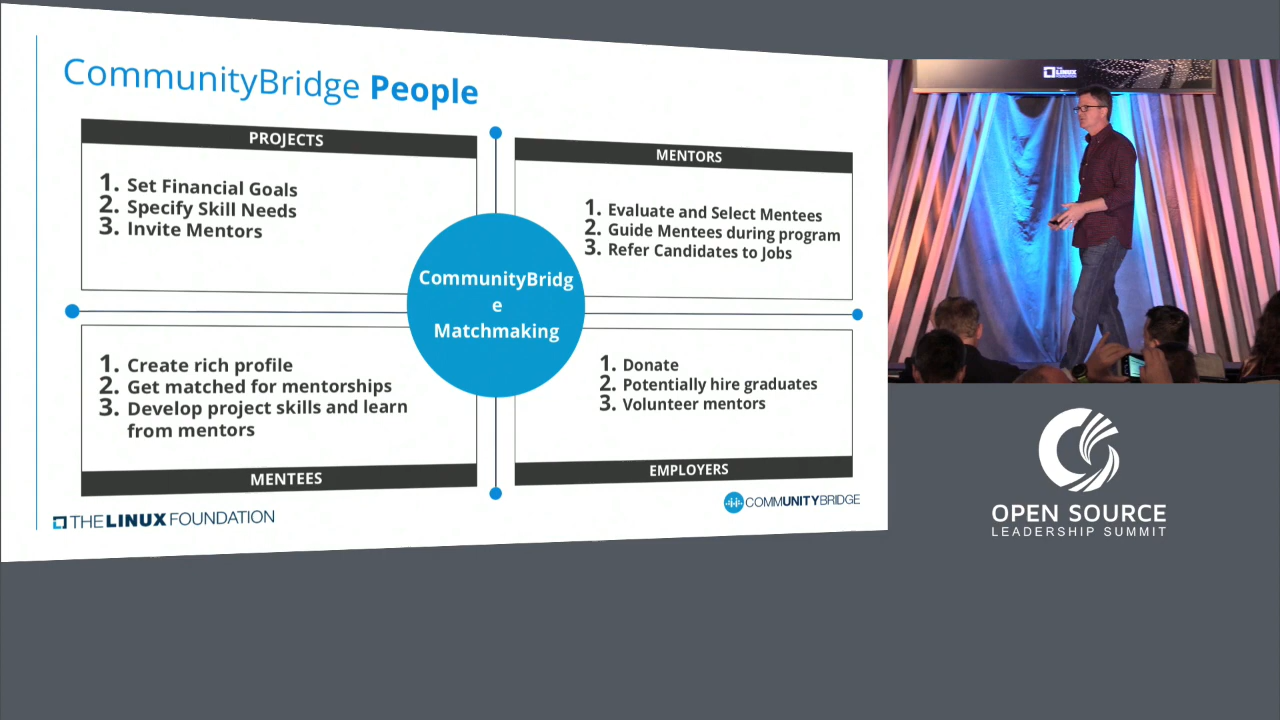 CommunityBridge People
PROJECTS
1. Set Financial Goals
2. Specify Skill Needs
3. Invite Mentors
MENTORS
1. Evaluate and Select Mentees
2. Guide Mentees during program
3. Refer Candidates to Jobs
CommunityBridg
e
Matchmaking
1. Create rich profile
2. Get matched for mentorships
3. Develop project skills and learn
from mentors
MENTEES
1. Donate
2. Potentially hire graduates
3. Volunteer mentors
EMPLOYERS
THE LINUX FOUNDATION
COMMUNITYBRIDGE
THE
LINUX
FOUNDATION
OPEN SOURCE
LEADERSHIP SUMMIT